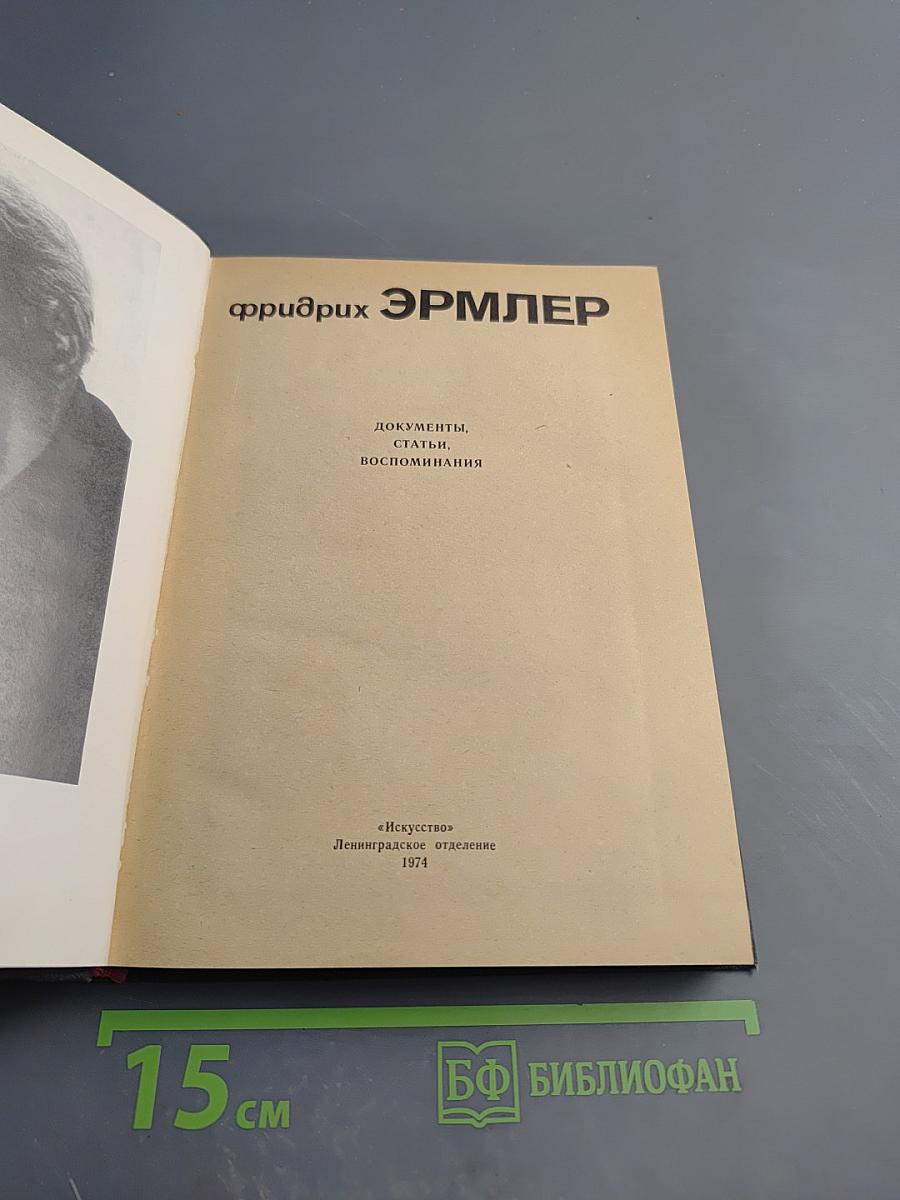 фридрих ЭРМЛЕР
ДОКУМЕНТЫ,
СТАТЬИ,
ВОСПОМИНАНИЯ
«Искусство»
Ленинградское отделение
1974
15 см
БФ БИБЛИОФАН